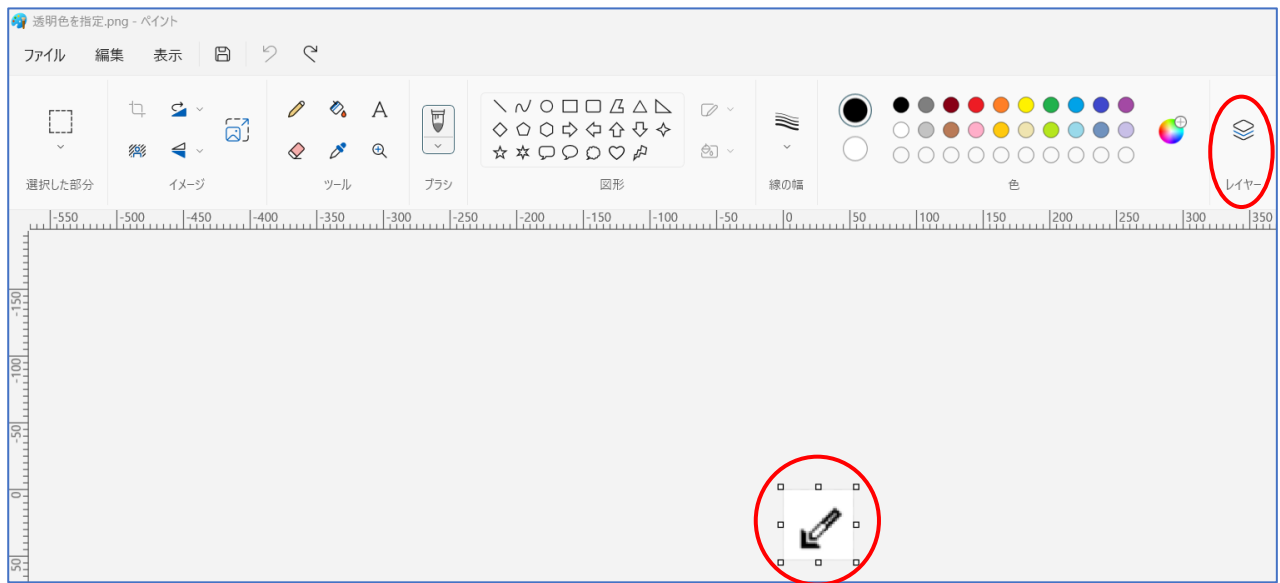 透明色を指定.png - ペイント
ファイル 編集 表示
A
選択した部分 イメージ ツール ブラシ 図形 線の幅 色 レイヤー
-550 -500 -450 -400 -350 -300 -250 -200 -150 -100 -50 0 50 100 150 200 250 300 350
-150
-100
-50
0
50